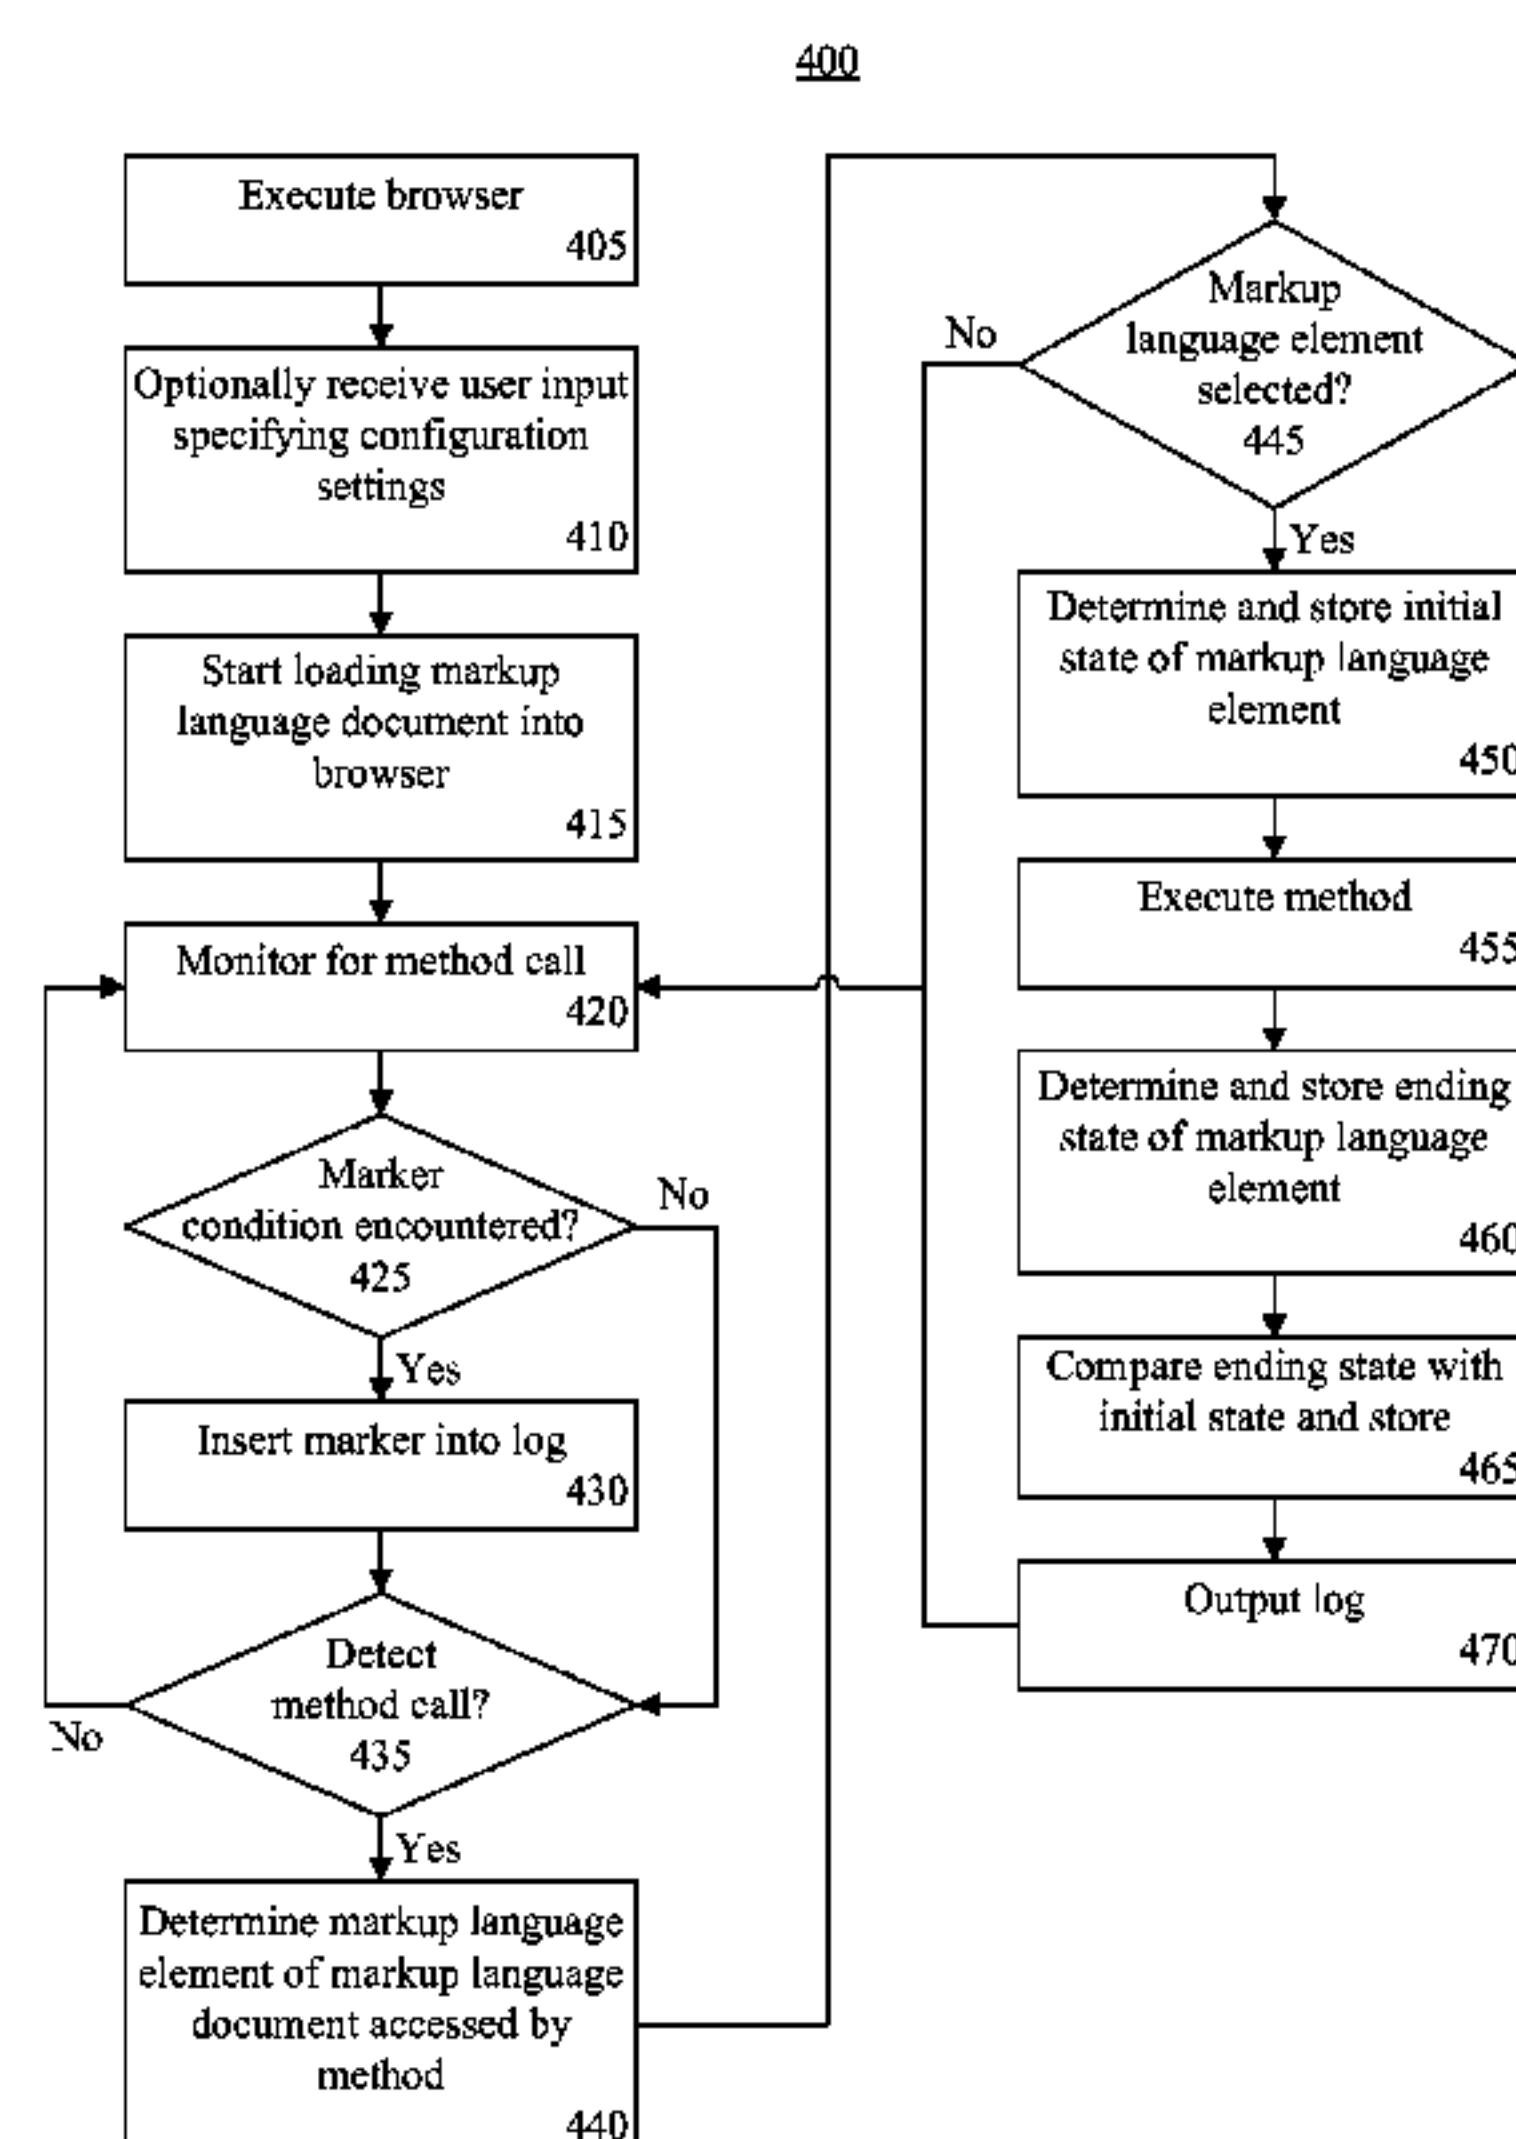 400
Execute browser
405
Optionally receive user input
specifying configuration
settings
410
Start loading markup
language document into
browser
415
Monitor for method call
420
Marker
condition encountered?
425
No
Yes
Insert marker into log
430
Detect
method call?
435
No
Yes
Determine markup language
element of markup language
document accessed by
method
440
Markup
language element
selected?
445
No
Yes
Determine and store initial
state of markup language
element
450
Execute method
455
Determine and store ending
state of markup language
element
460
Compare ending state with
initial state and store
465
Output log
470